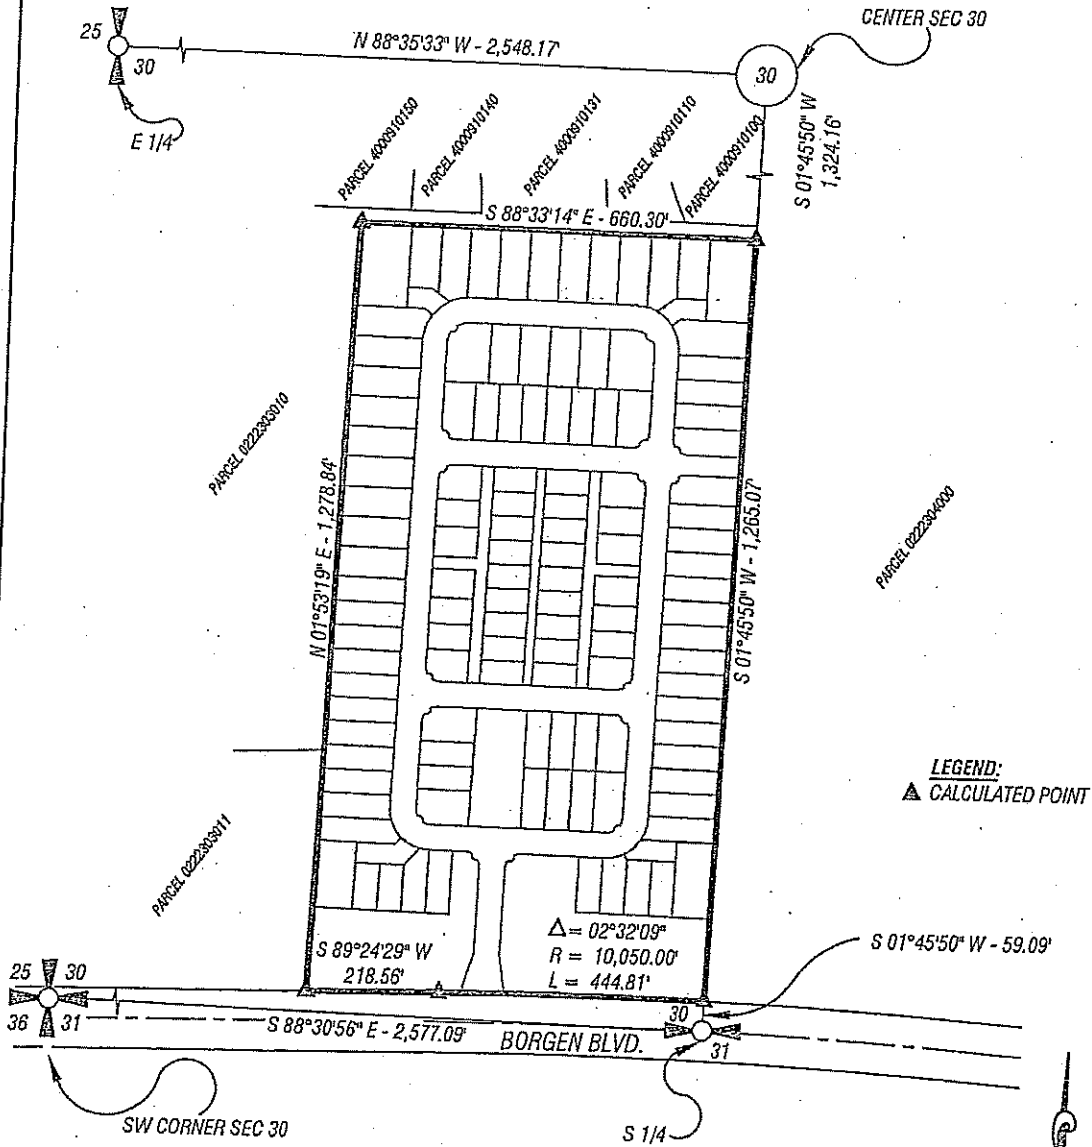 CENTER SEC 30
25
30
N 88°35'33" W - 2,548.17'
30
E 1/4
S 01°45'50" W
1,324.16'
PARCEL 4000910150
PARCEL 4000910140
PARCEL 4000910131
PARCEL 4000910110
PARCEL 4000910100
S 88°33'14" E - 660.30'
PARCEL 0222303010
N 01°53'19" E - 1,278.84'
S 01°45'50" W - 1,265.07'
PARCEL 0222304000
LEGEND:
CALCULATED POINT
PARCEL 0222303011
S 89°24'29" W
218.56'
Δ = 02°32'09"
R = 10,050.00'
L = 444.81'
S 01°45'50" W - 59.09'
25 30
36 31
S 88°30'56" E - 2,577.09'
BORGEN BLVD.
30
31
SW CORNER SEC 30
S 1/4